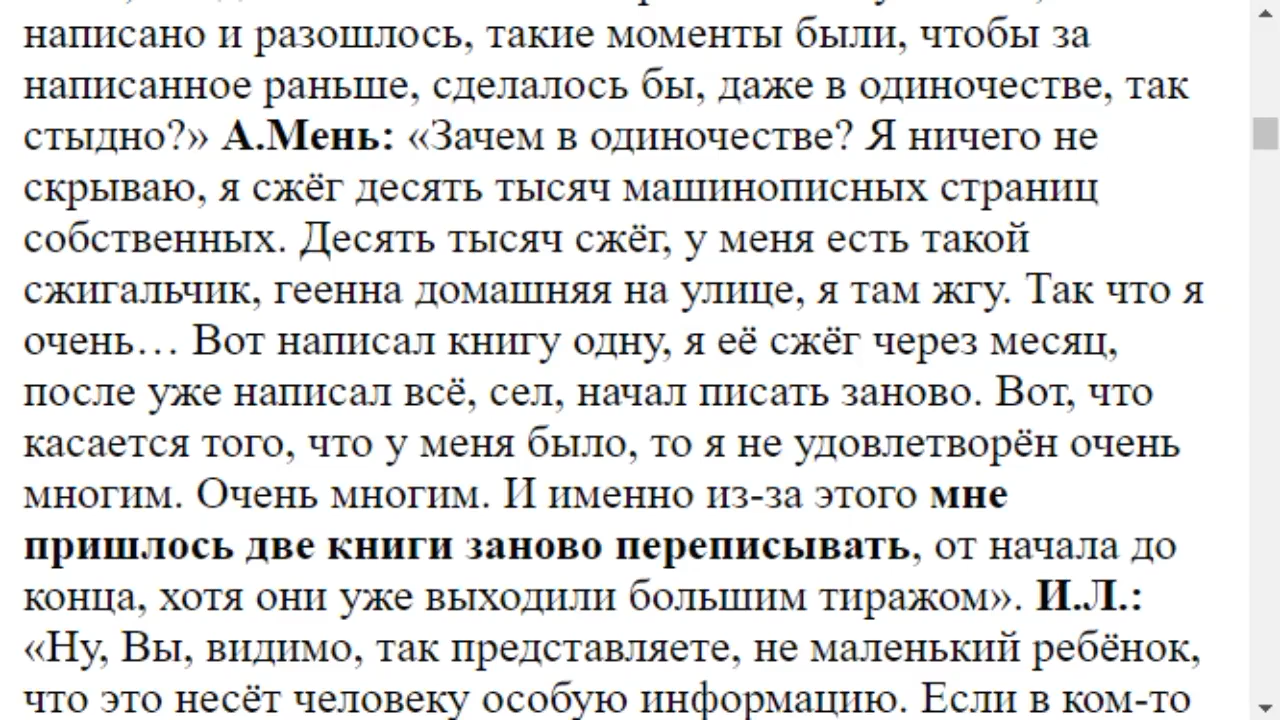 написано и разошлось, такие моменты были, чтобы за
написанное раньше, сделалось бы, даже в одиночестве, так
стыдно?» А.Мень: «Зачем в одиночестве? Я ничего не
скрываю, я сжёг десять тысяч машинописных страниц
собственных. Десять тысяч сжёг, у меня есть такой
сжигальчик, геенна домашняя на улице, я там жгу. Так что я
очень… Вот написал книгу одну, я её сжёг через месяц,
после уже написал всё, сел, начал писать заново. Вот, что
касается того, что у меня было, то я не удовлетворён очень
многим. Очень многим. И именно из-за этого мне
пришлось две книги заново переписывать, от начала до
конца, хотя они уже выходили большим тиражом». И.Л.:
«Ну, Вы, видимо, так представляете, не маленький ребёнок,
что это несёт человеку особую информацию. Если в ком-то